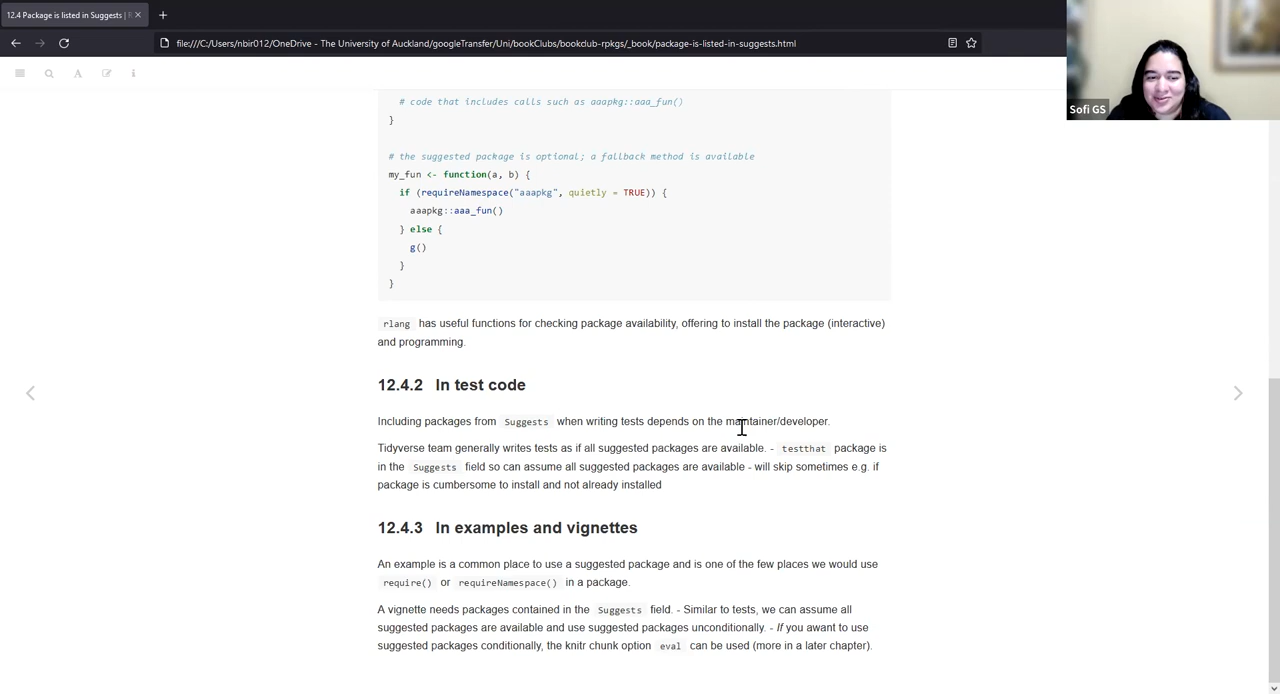 12.4 Package is listed in Suggests | R
file:///C:/Users/nbir012/OneDrive - The University of Auckland/googleTransfer/Uni/bookClubs/bookclub-rpkgs/_book/package-is-listed-in-suggests.html
Sofi GS
# code that includes calls such as aaapkg::aaa_fun()
}
# the suggested package is optional; a fallback method is available
my_fun <- function(a, b) {
if (requireNamespace("aaapkg", quietly = TRUE)) {
aaapkg::aaa_fun()
} else {
g()
}
}
rlang has useful functions for checking package availability, offering to install the package (interactive)
and programming.
12.4.2 In test code
Including packages from Suggests when writing tests depends on the maintainer/developer.
Tidyverse team generally writes tests as if all suggested packages are available. - testthat package is
in the Suggests field so can assume all suggested packages are available - will skip sometimes e.g. if
package is cumbersome to install and not already installed
12.4.3 In examples and vignettes
An example is a common place to use a suggested package and is one of the few places we would use
require() or requireNamespace() in a package.
A vignette needs packages contained in the Suggests field. - Similar to tests, we can assume all
suggested packages are available and use suggested packages unconditionally. - If you awant to use
suggested packages conditionally, the knitr chunk option eval can be used (more in a later chapter).